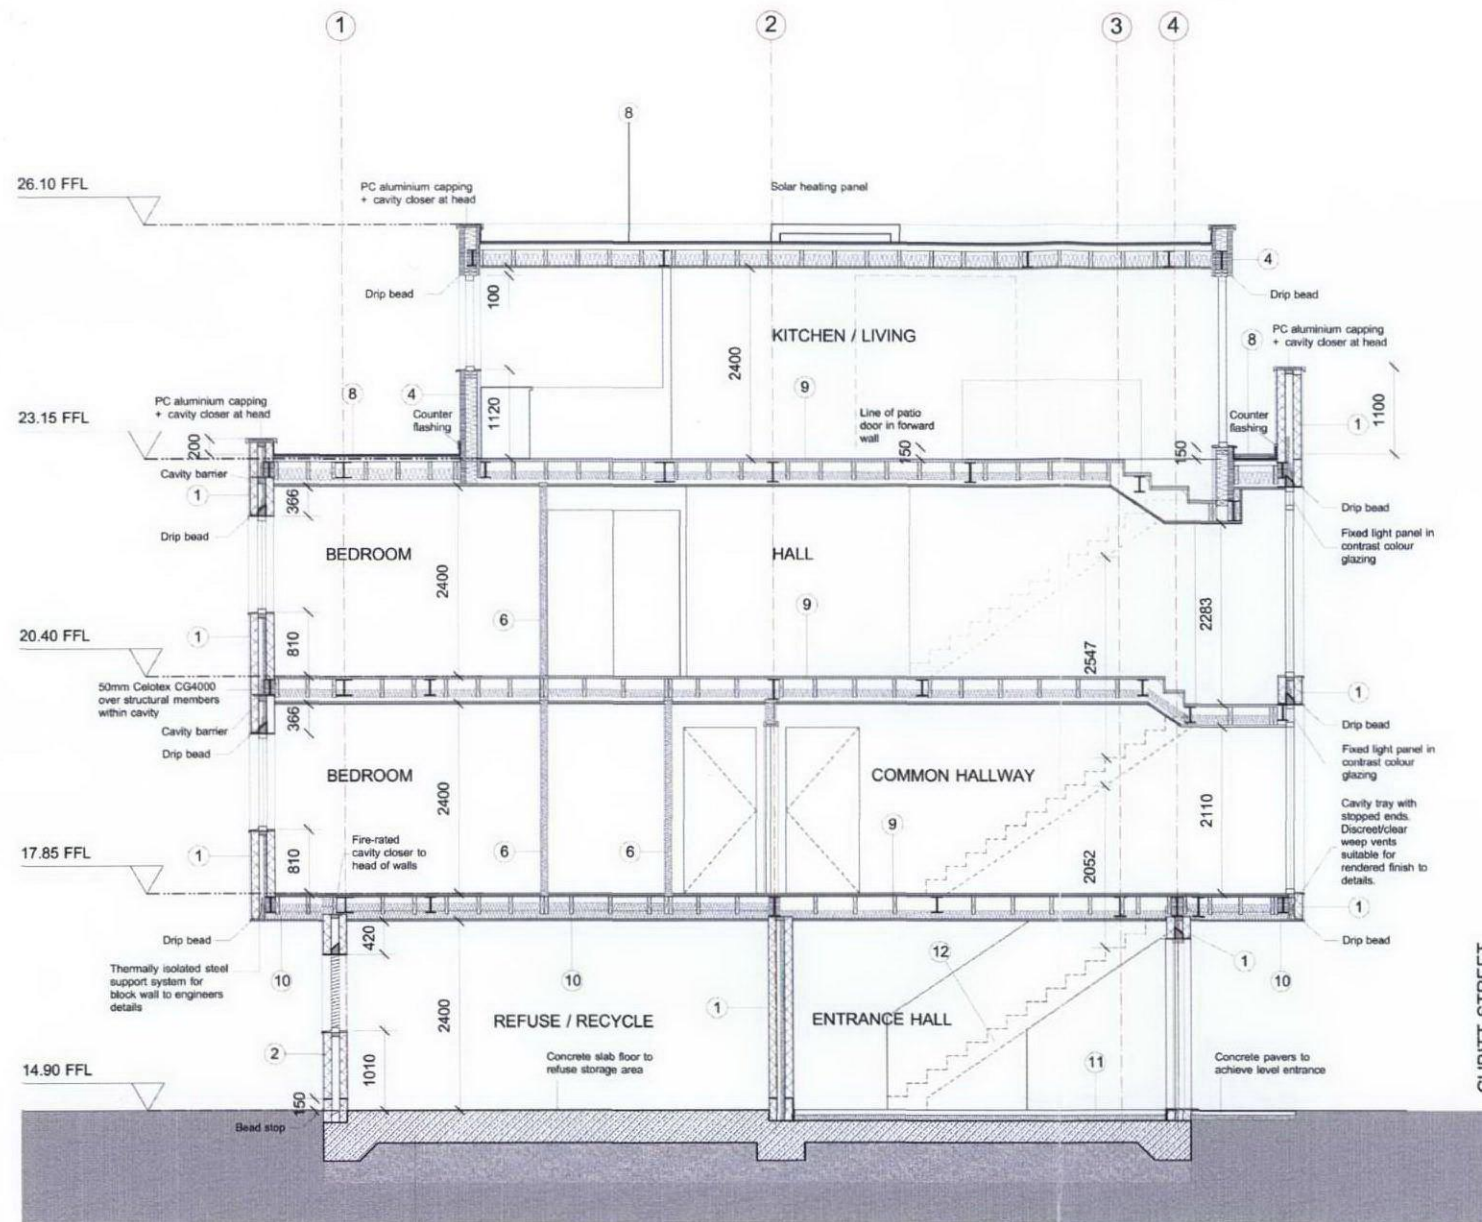 1
2
3
4
8
26.10 FFL
PC aluminium capping
+ cavity closer at head
Solar heating panel
4
Drip bead
100
Drip bead
KITCHEN / LIVING
PC aluminium capping
+ cavity closer at head
8
2400
8
4
9
PC aluminium capping
+ cavity closer at head
23.15 FFL
200
Counter
flashing
1120
Line of patio
door in forward
wall
150
150
Counter
flashing
1100
1
Cavity barrier
1
366
Drip bead
Drip bead
Fixed light panel in
contrast colour
glazing
BEDROOM
HALL
2400
9
6
2283
20.40 FFL
1
810
2547
50mm Celotex CG4000
over structural members
within cavity
1
Cavity barrier
366
Drip bead
Drip bead
Fixed light panel in
contrast colour
glazing
BEDROOM
COMMON HALLWAY
2400
2110
Cavity tray with
stopped ends.
Discreet/clear
weep vents
suitable for
rendered finish to
details.
9
17.85 FFL
1
810
Fire-rated
cavity closer to
head of walls
6
6
2052
1
Drip bead
420
Drip bead
Thermally isolated steel
support system for
block wall to engineers
details
10
10
12
1
10
2400
1
REFUSE / RECYCLE
ENTRANCE HALL
2
1010
Concrete slab floor to
refuse storage area
11
Concrete pavers to
achieve level entrance
14.90 FFL
150
Bead stop
STREET